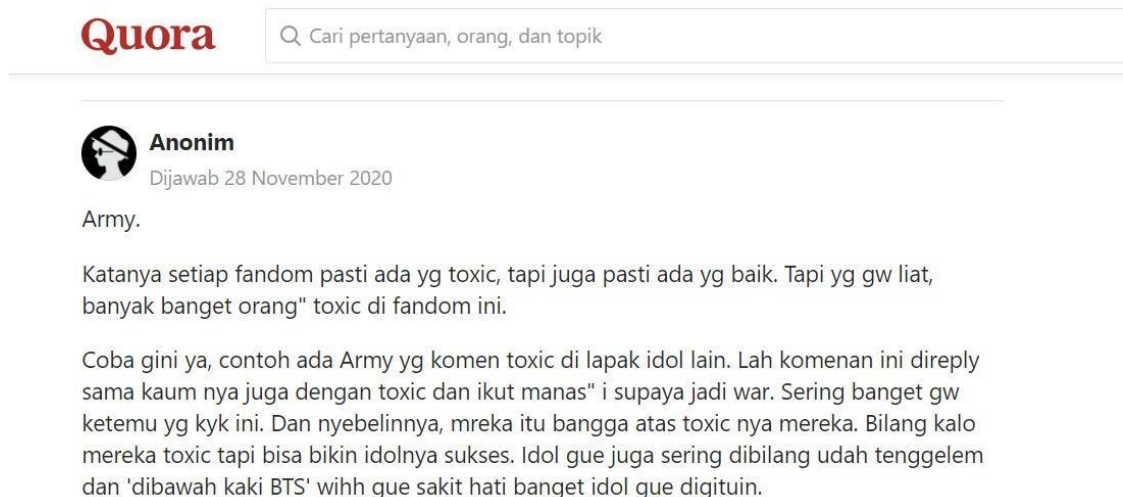 Quora
Cari pertanyaan, orang, dan topik
Anonim
Dijawab 28 November 2020
Army.
Katanya setiap fandom pasti ada yg toxic, tapi juga pasti ada yg baik. Tapi yg gw liat,
banyak banget orang" toxic di fandom ini.
Coba gini ya, contoh ada Army yg komen toxic di lapak idol lain. Lah komenan ini direply
sama kaum nya juga dengan toxic dan ikut manas" i supaya jadi war. Sering banget gw
ketemu yg kyk ini. Dan nyebelinnya, mreka itu bangga atas toxic nya mereka. Bilang kalo
mereka toxic tapi bisa bikin idolnya sukses. Idol gue juga sering dibilang udah tenggelem
dan 'dibawah kaki BTS' wihh gue sakit hati banget idol gue digituin.